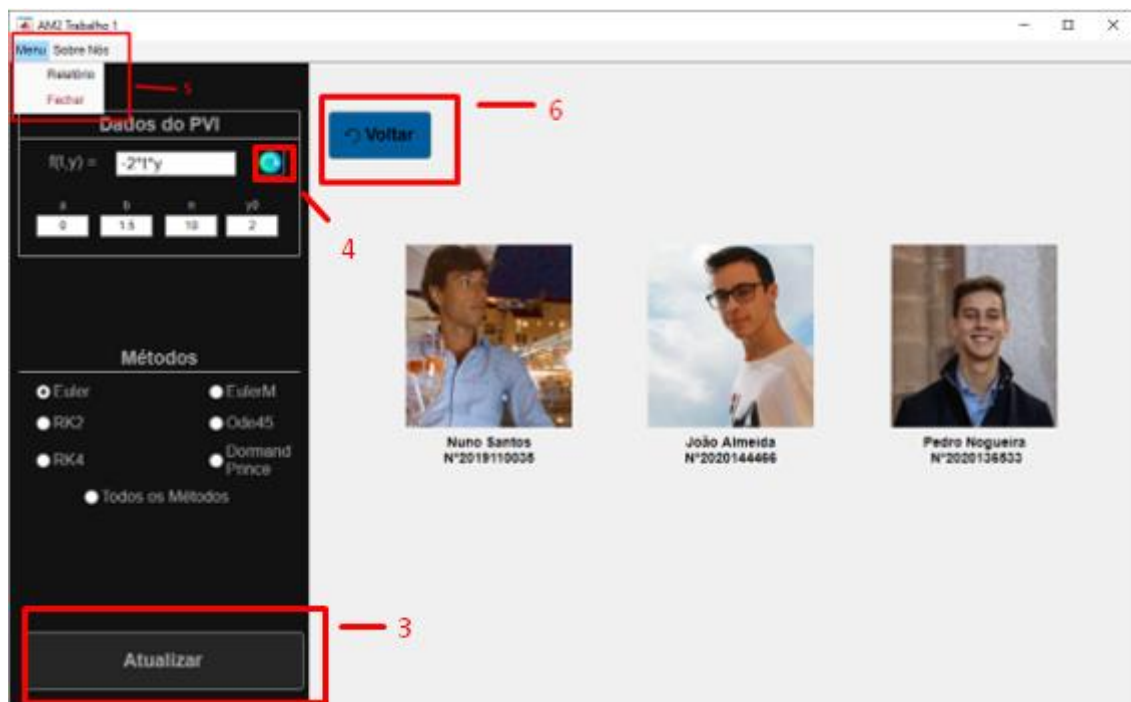 AM2 Trabalho 1
Menu Sobre Nós
Relatório
Fechar
5
Dados do PVI
f(t,y) = -2*t*y
a b n y0
0 1.5 10 2
4
Métodos
Euler EulerM
RK2 Ode45
RK4 Dormand
Prince
Todos os Métodos
Atualizar
3
Voltar
6
Nuno Santos
Nº2019110035
João Almeida
Nº2020144466
Pedro Nogueira
Nº2020136533